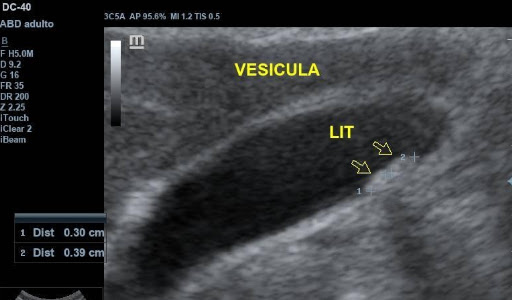 DC-40
ABD adulto
3C5A AP 95.6% MI 1.2 TIS 0.5
B
F H5.0M
D 9.2
G 16
FR 35
DR 200
iTouch
iClear 2
iBeam
Z 2.25
m
VESICULA
LIT
2
1
1 Dist 0.30 cm
2 Dist 0.39 cm